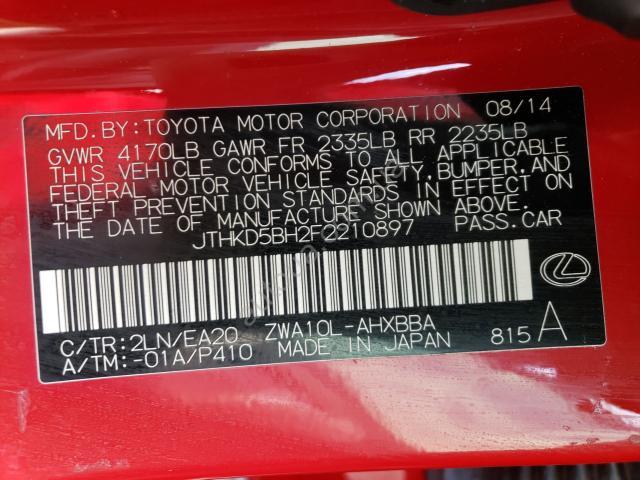 MFD.BY:TOYOTA MOTOR CORPORATION 08/14
GVWR 4170LB GAWR FR 2335LB RR 2235LB
THIS VEHICLE CONFORMS TO ALL APPLICABLE
FEDERAL MOTOR VEHICLE SAFETY,BUMPER,AND
THEFT PREVENTION STANDARDS IN EFFECT ON
THE DATE OF MANUFACTURE SHOWN ABOVE.
JTHKD5BH2F2210897 PASS.CAR
C/TR:2LN/EA20 ZWA10L-AHXBBA
A/TM:-01A/P410 MADE IN JAPAN 815 A